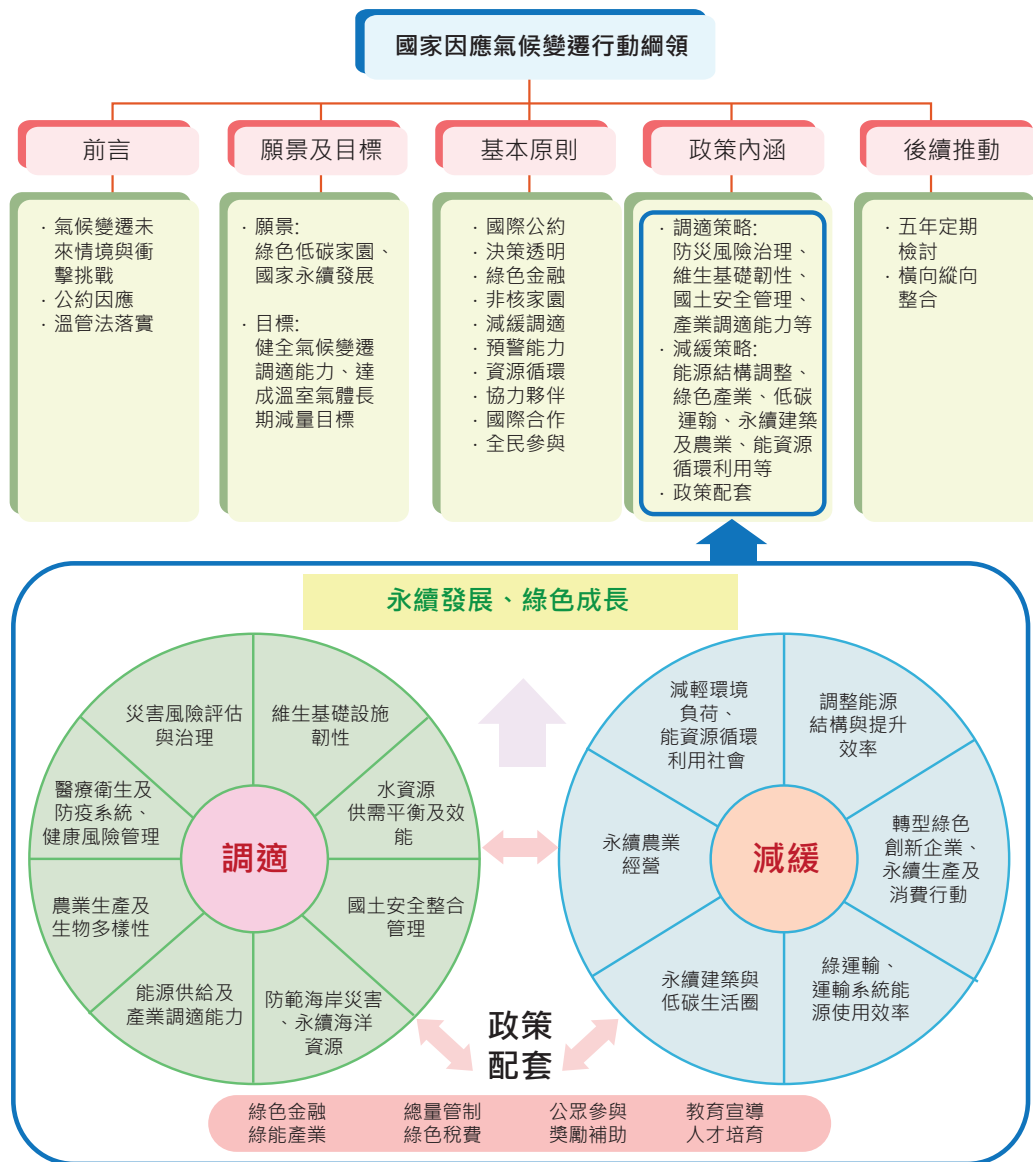 國家因應氣候變遷行動綱領
前言
· 氣候變遷未
來情境與衝
擊挑戰
· 公約因應
· 溫管法落實
願景及目標
· 願景:
綠色低碳家園、
國家永續發展
· 目標:
健全氣候變遷
調適能力、達
成溫室氣體長
期減量目標
基本原則
· 國際公約
· 決策透明
· 綠色金融
· 非核家園
· 減緩調適
· 預警能力
· 資源循環
· 協力夥伴
· 國際合作
· 全民參與
政策內涵
· 調適策略:
防災風險治理、
維生基礎韌性、
國土安全管理、
產業調適能力等
· 減緩策略:
能源結構調整、
綠色產業、低碳
運輸、永續建築
及農業、能資源
循環利用等
· 政策配套
後續推動
· 五年定期
檢討
· 橫向縱向
整合
永續發展、綠色成長
調適
災害風險評估
與治理
維生基礎設施
韌性
水資源
供需平衡及效
能
國土安全整合
管理
防範海岸災害
、永續海洋
資源
能源供給及
產業調適能力
農業生產及
生物多樣性
醫療衛生及
防疫系統、
健康風險管理
減緩
減輕環境
負荷、
能資源循環
利用社會
調整能源
結構與提升
效率
轉型綠色
創新企業、
永續生產及
消費行動
綠運輸、
運輸系統能
源使用效率
永續建築與
低碳生活圈
永續農業
經營
政策
配套
綠色金融
綠能產業
總量管制
綠色稅費
公眾參與
獎勵補助
教育宣導
人才培育